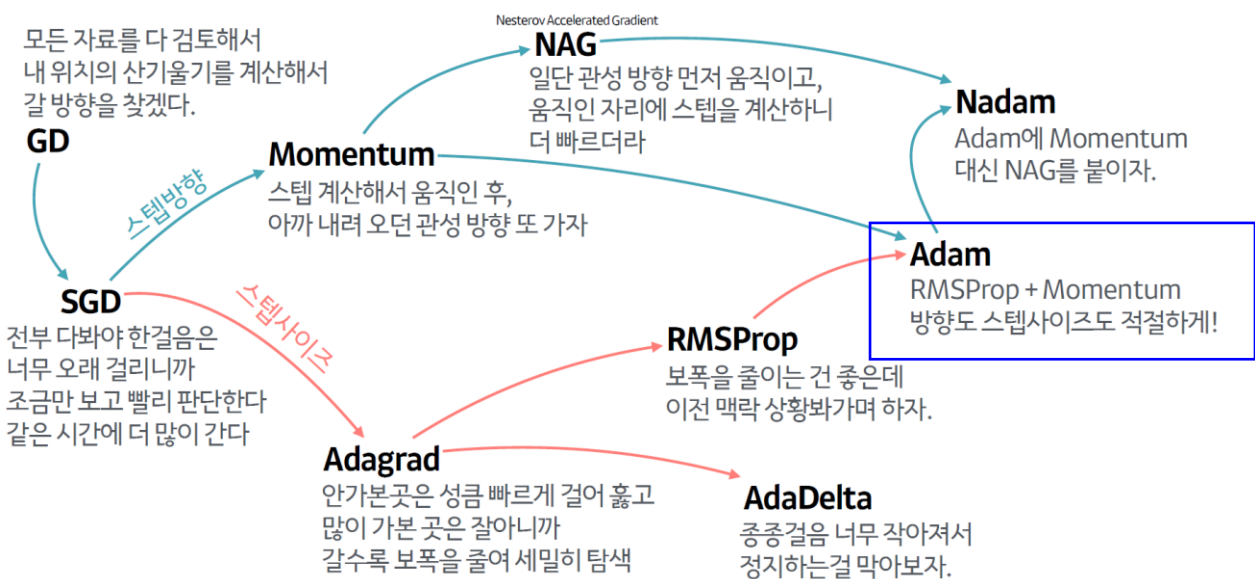 모든 자료를 다 검토해서
내 위치의 산기울기를 계산해서
갈 방향을 찾겠다.
GD
스텝방향
SGD
전부 다봐야 한걸음은
너무 오래 걸리니까
조금만 보고 빨리 판단한다
같은 시간에 더 많이 간다
Momentum
스텝 계산해서 움직인 후,
아까 내려 오던 관성 방향 또 가자
Nesterov Accelerated Gradient
NAG
일단 관성 방향 먼저 움직이고,
움직인 자리에 스텝을 계산하니
더 빠르더라
Nadam
Adam에 Momentum
대신 NAG를 붙이자.
Adam
RMSProp + Momentum
방향도 스텝사이즈도 적절하게!
스텝사이즈
RMSProp
보폭을 줄이는 건 좋은데
이전 맥락 상황봐가며 하자.
Adagrad
안가본곳은 성큼 빠르게 걸어 훓고
많이 가본 곳은 잘아니까
갈수록 보폭을 줄여 세밀히 탐색
AdaDelta
종종걸음 너무 작아져서
정지하는걸 막아보자.